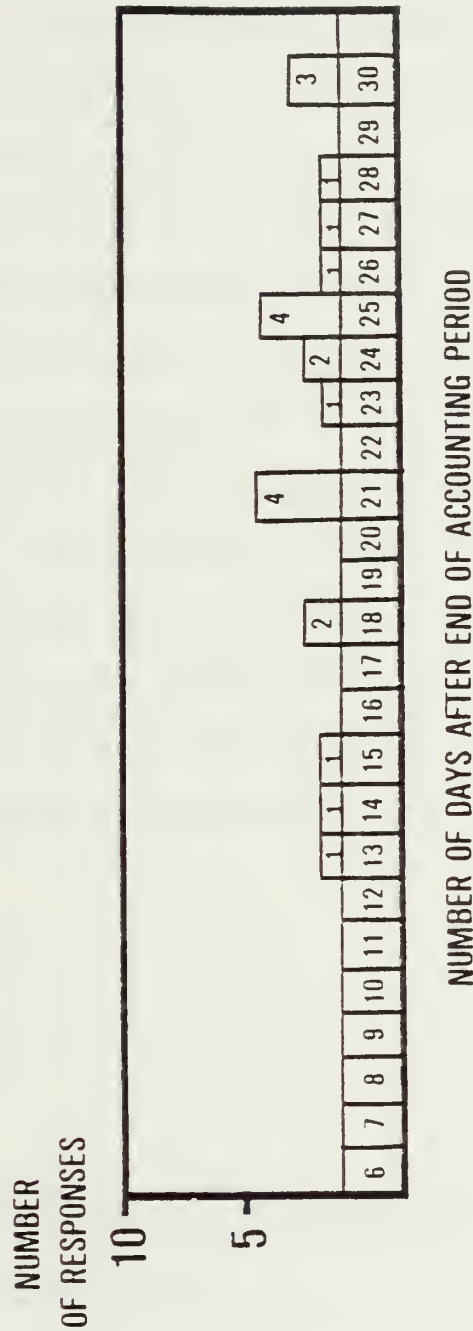 NUMBER
OF RESPONSES
10
5
3
1 1 1 2 4 1 2 4 1 1 1
6 7 8 9 10 11 12 13 14 15 16 17 18 19 20 21 22 23 24 25 26 27 28 29 30
NUMBER OF DAYS AFTER END OF ACCOUNTING PERIOD